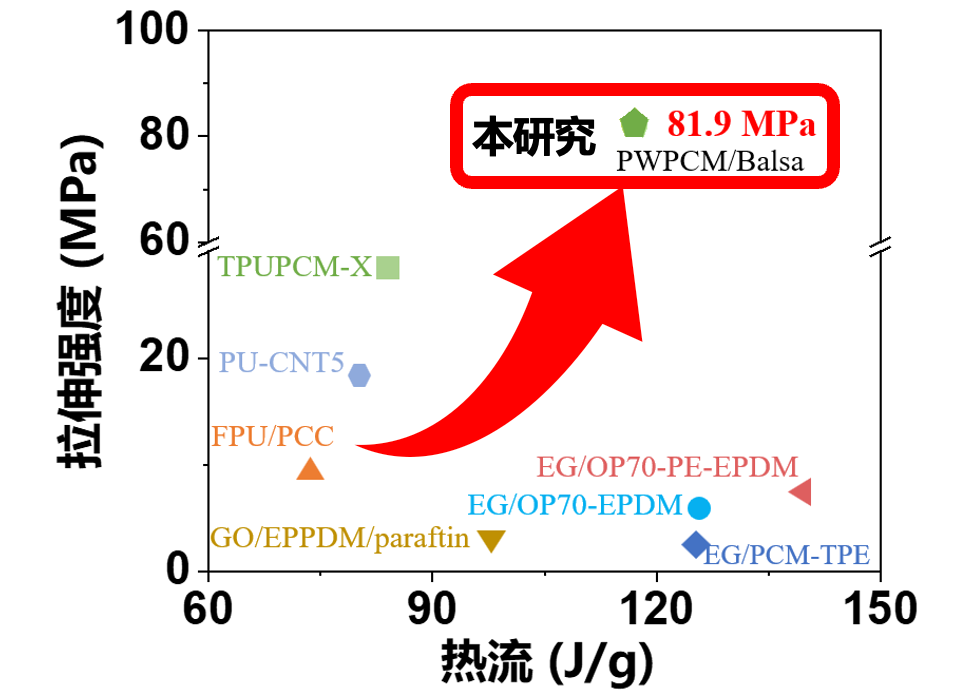 100
80
60
20
0
拉伸强度 (MPa)
本研究
81.9 MPa
PWPCM/Balsa
TPUPCM-X
PU-CNT5
FPU/PCC
EG/OP70-PE-EPDM
EG/OP70-EPDM
GO/EPPDM/paraftin
EG/PCM-TPE
60
90
120
150
热流 (J/g)